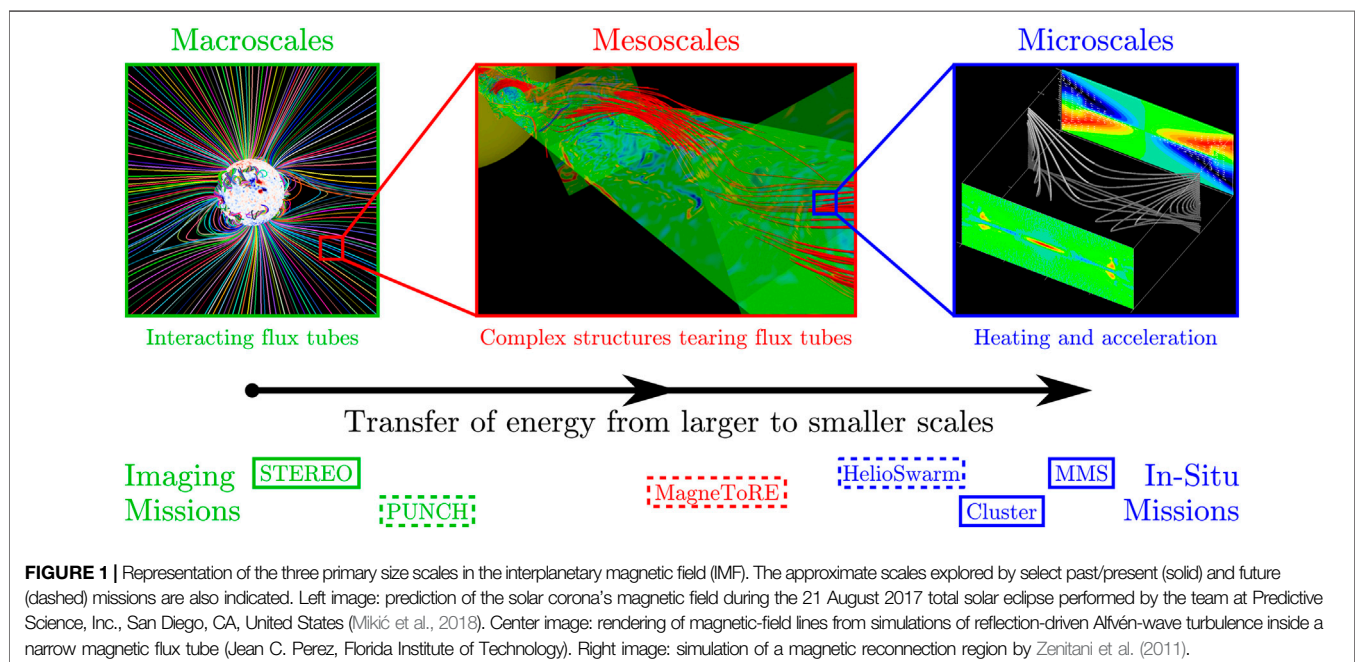 Macroscales
Mesoscales
Microscales
Interacting flux tubes
Complex structures tearing flux tubes
Heating and acceleration
Transfer of energy from larger to smaller scales
Imaging
Missions
STEREO
PUNCH
MagneToRE
HelioSwarm
MMS
Cluster
In-Situ
Missions
FIGURE 1 | Representation of the three primary size scales in the interplanetary magnetic field (IMF). The approximate scales explored by select past/present (solid) and future
(dashed) missions are also indicated. Left image: prediction of the solar corona's magnetic field during the 21 August 2017 total solar eclipse performed by the team at Predictive
Science, Inc., San Diego, CA, United States (Mikić et al., 2018). Center image: rendering of magnetic-field lines from simulations of reflection-driven Alfvén-wave turbulence inside a
narrow magnetic flux tube (Jean C. Perez, Florida Institute of Technology). Right image: simulation of a magnetic reconnection region by Zenitani et al. (2011).